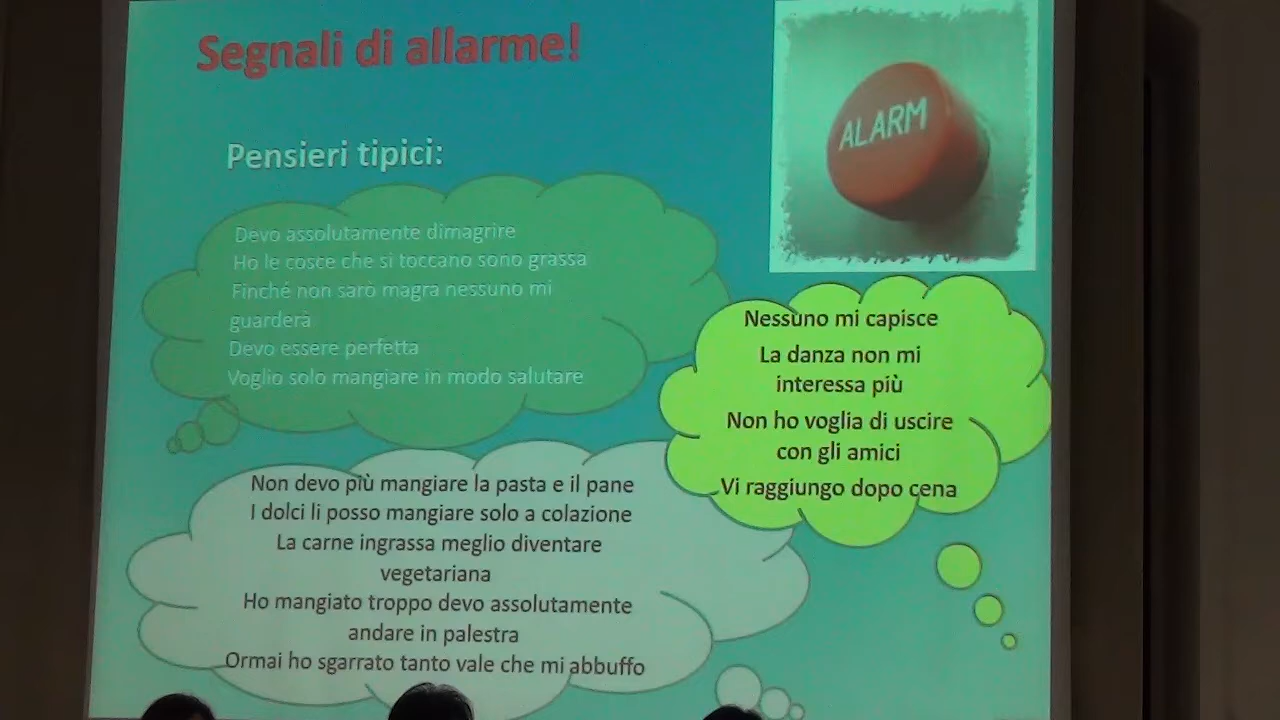 Segnali di allarme!
ALARM
Pensieri tipici:
Devo assolutamente dimagrire
Ho le cosce che si toccano sono grassa
Finché non sarò magra nessuno mi
guarderà
Devo essere perfetta
Voglio solo mangiare in modo salutare
Nessuno mi capisce
La danza non mi
interessa più
Non ho voglia di uscire
con gli amici
Vi raggiungo dopo cena
Non devo più mangiare la pasta e il pane
I dolci li posso mangiare solo a colazione
La carne ingrassa meglio diventare
vegetariana
Ho mangiato troppo devo assolutamente
andare in palestra
Ormai ho sgarrato tanto vale che mi abbuffo